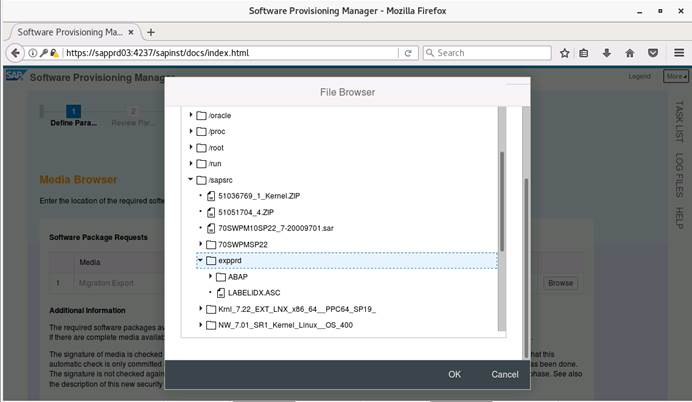 Software Provisioning Manager - Mozilla Firefox
Software Provisioning Ma...
https://sapprd03:4237/sapinst/docs/index.html
Search
SAP Software Provisioning Manager
Legend
More
File Browser
1
2
Define Para...
Review Par...
TASK LIST
LOG FILES
HELP
/oracle
/proc
/root
/run
/sapsrc
51036769_1_Kernel.ZIP
51051704_4.ZIP
70SWPM10SP22_7-20009701.sar
70SWPMSP22
expprd
ABAP
LABELIDX.ASC
Krnl_7.22_EXT_LNX_x86_64__PPC64_SP19_
NW_7.01_SR1_Kernel_Linux__OS_400
Media Browser
Enter the location of the required softwa
Software Package Requests
Media
1
Migration Export
Browse
Additional Information
The required software packages av
If there are complete media availab
The signature of media is checked
that this
automatic check is only committed
has been done.
The signature is not checked again
phase. See also
the description of this new security
OK
Cancel